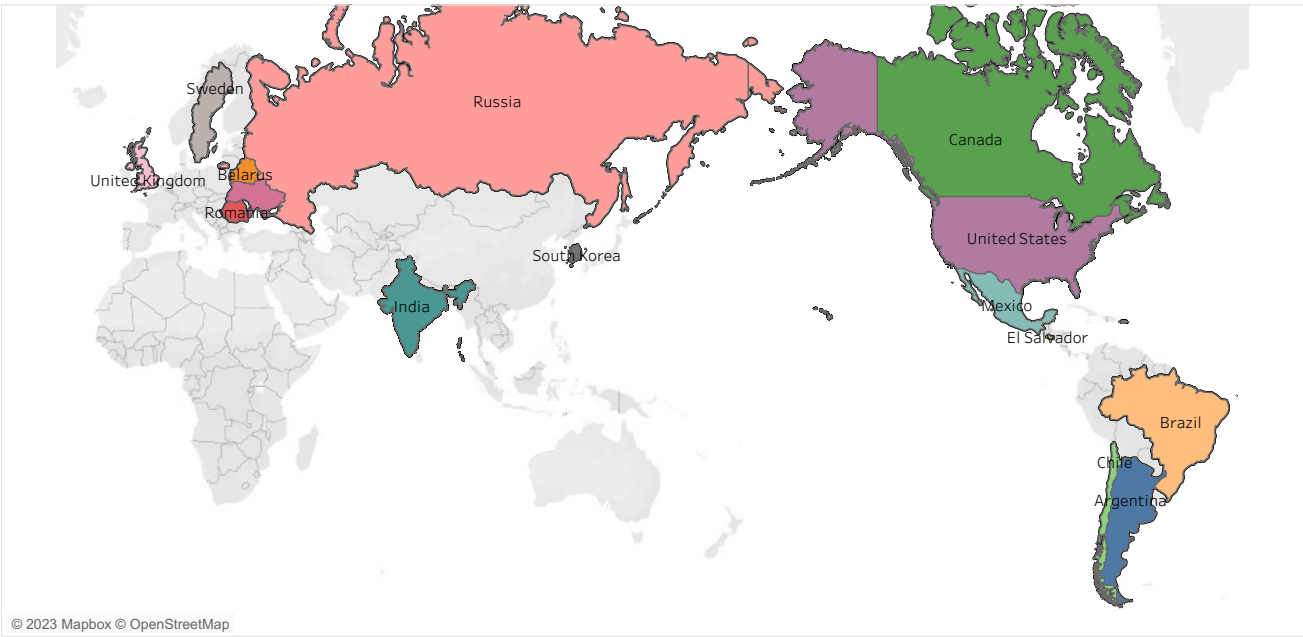 Sweden
Russia
Canada
United Kingdom
Belarus
Romania
United States
South Korea
India
Mexico
El Salvador
Brazil
Chile
Argentina
© 2023 Mapbox © OpenStreetMap